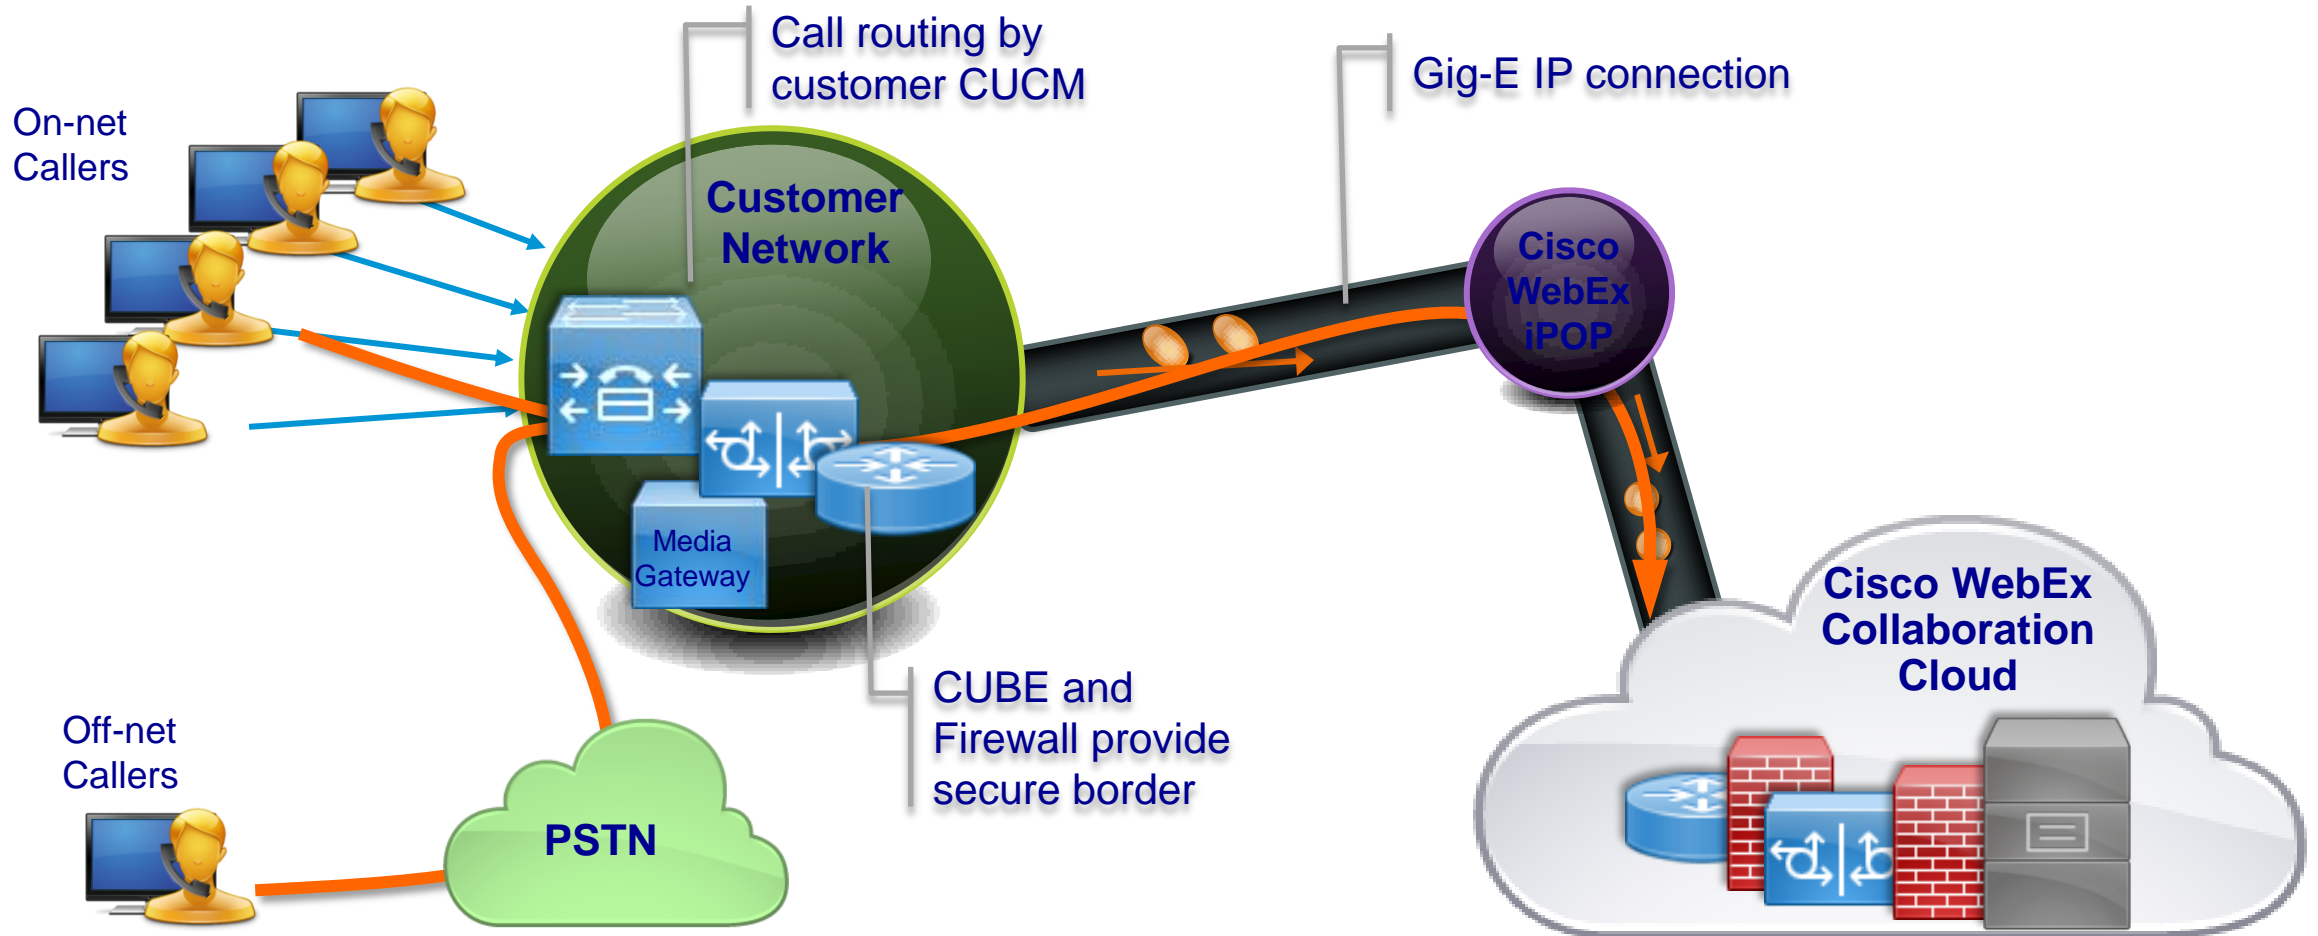 Call routing by
customer CUCM
Gig-E IP connection
On-net
Callers
Customer
Network
Cisco
WebEx
iPOP
Media
Gateway
Cisco WebEx
Collaboration
Cloud
CUBE and
Firewall provide
secure border
Off-net
Callers
PSTN